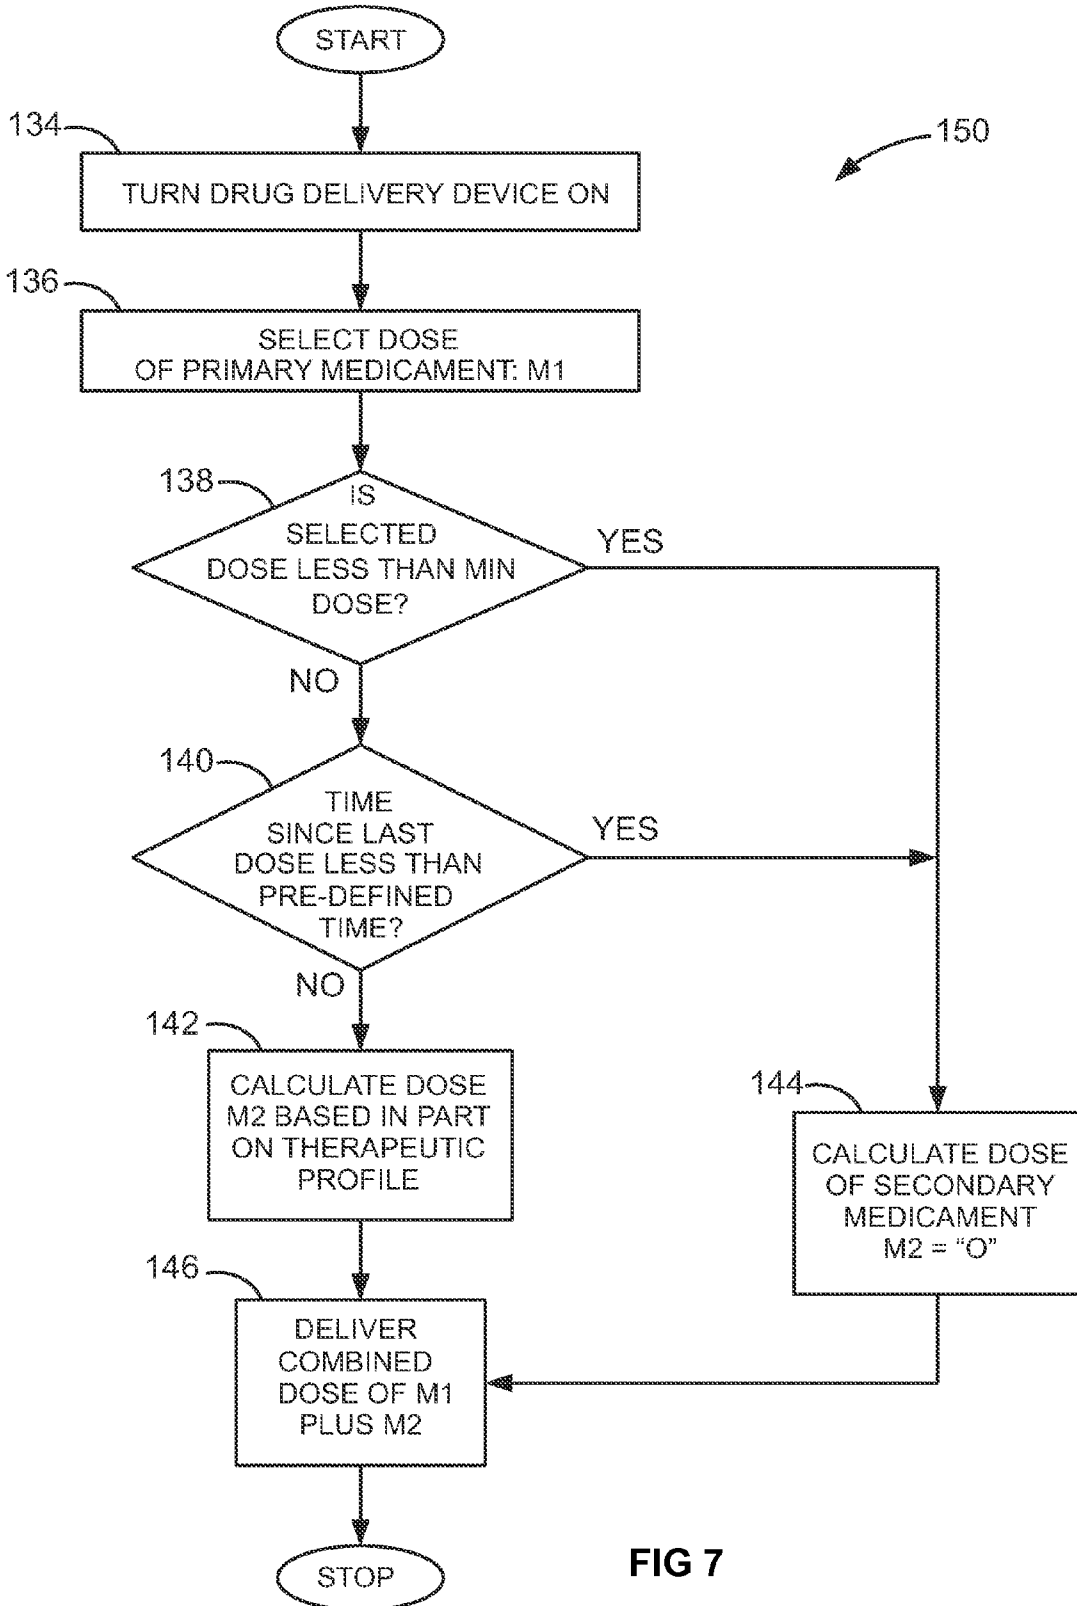 START
134
150
TURN DRUG DELIVERY DEVICE ON
136
SELECT DOSE
OF PRIMARY MEDICAMENT: M1
138
IS
SELECTED
DOSE LESS THAN MIN
DOSE?
YES
NO
140
TIME
SINCE LAST
DOSE LESS THAN
PRE-DEFINED
TIME?
YES
NO
142
CALCULATE DOSE
M2 BASED IN PART
ON THERAPEUTIC
PROFILE
144
CALCULATE DOSE
OF SECONDARY
MEDICAMENT
M2 = “O”
146
DELIVER
COMBINED
DOSE OF M1
PLUS M2
STOP
FIG 7